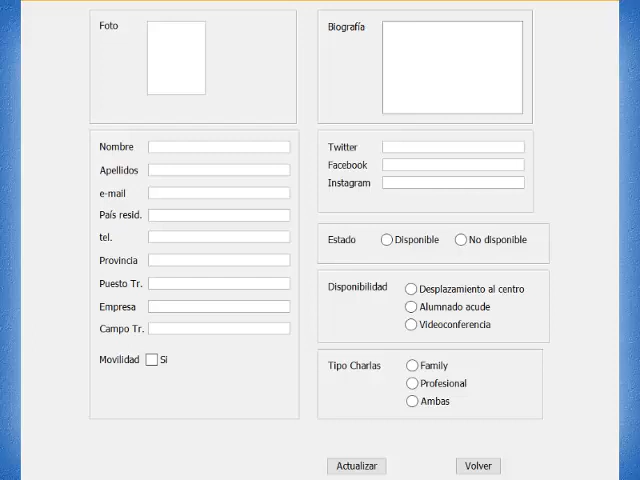 Foto
Biografía
Nombre
Apellidos
e-mail
País resid.
tel.
Provincia
Puesto Tr.
Empresa
Campo Tr.
Movilidad Si
Twitter
Facebook
Instagram
Estado Disponible No disponible
Disponibilidad Desplazamiento al centro
Alumnado acude
Videoconferencia
Tipo Charlas Family
Profesional
Ambas
Actualizar Volver